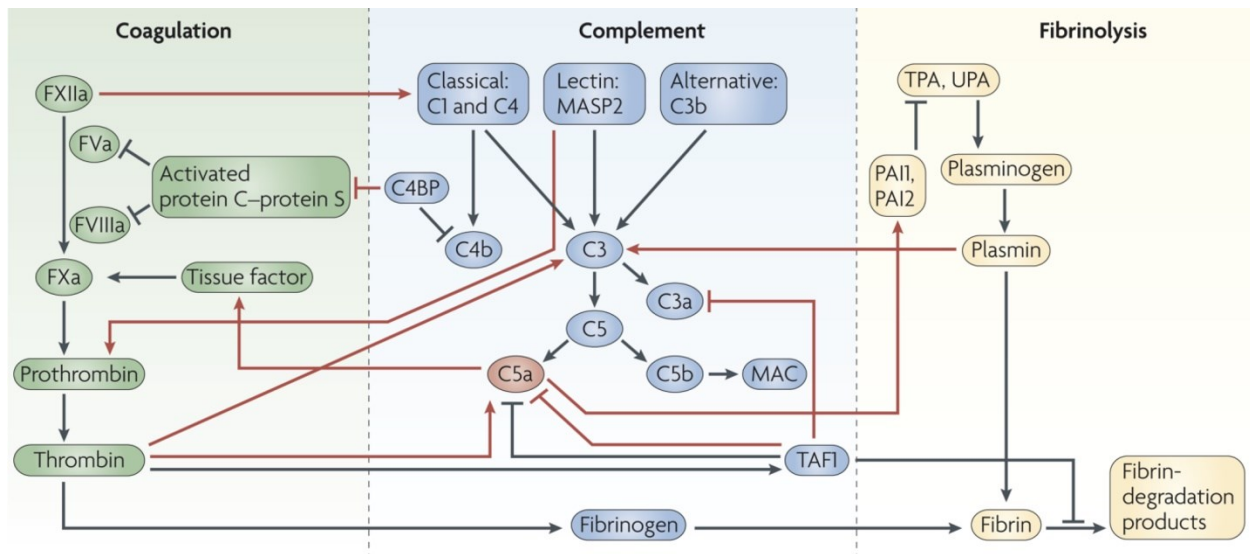 Coagulation
Complement
Fibrinolysis
FXIIa
Classical:
C1 and C4
Lectin:
MASP2
Alternative:
C3b
TPA, UPA
FVa
Activated
protein C–protein S
C4BP
PAI1,
PAI2
Plasminogen
FVIIIa
C4b
C3
Plasmin
FXa
Tissue factor
C3a
C5
Prothrombin
C5a
C5b
MAC
Thrombin
TAF1
Fibrin-
degradation
products
Fibrinogen
Fibrin